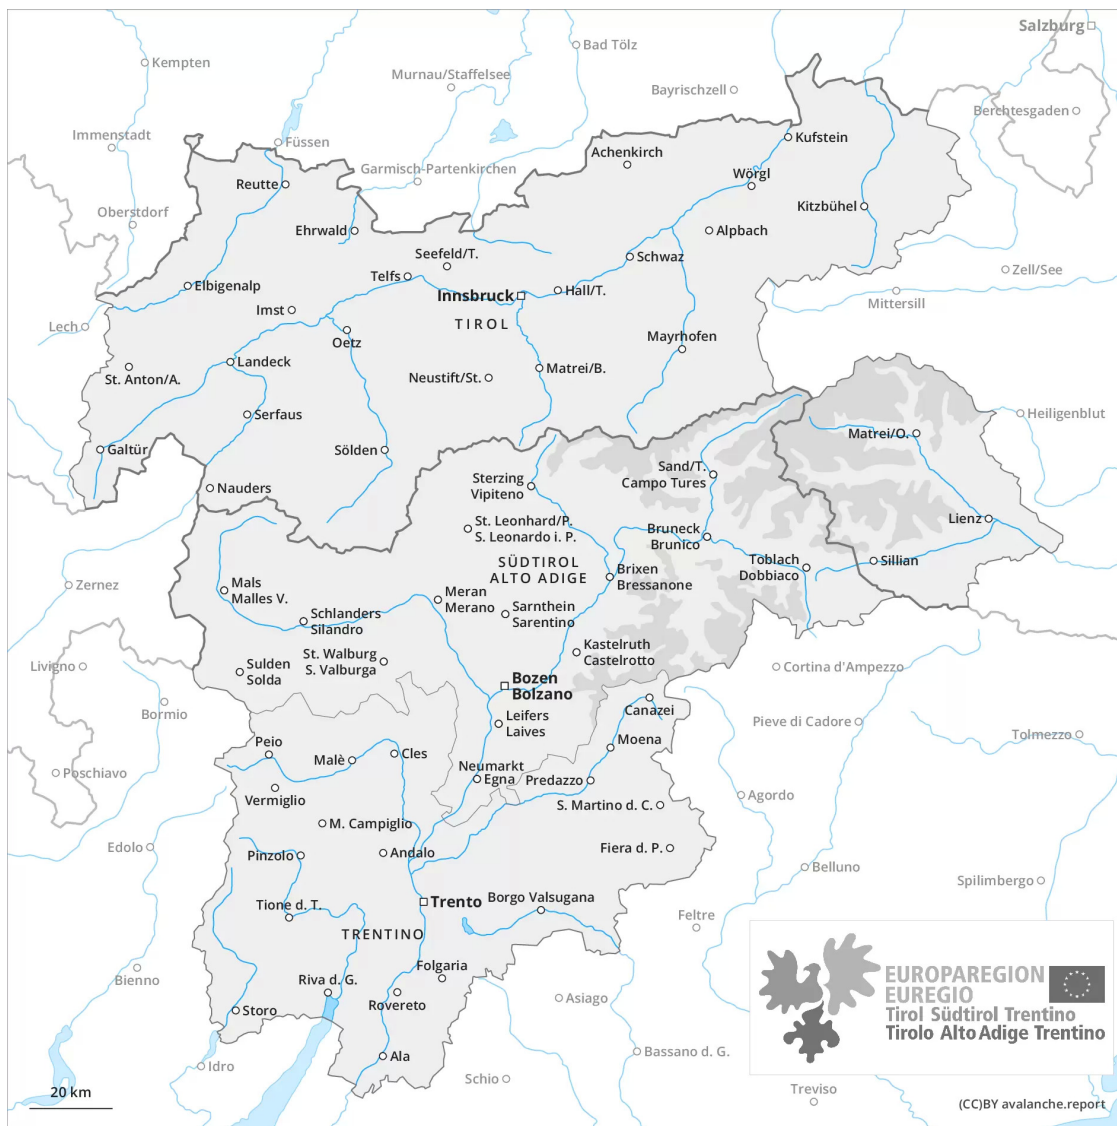 Salzburg
Bad Tölz
Kempten
Murnau/Staffelsee
Bayrischzell
Berchtesgaden
Immenstadt
Füssen
Kufstein
Achenkirch
Garmisch-Partenkirchen
Wörgl
Reutte
Oberstdorf
Kitzbühel
Ehrwald
Alpbach
Seefeld/T.
Schwaz
Zell/See
Telfs
Elbigenalp
Hall/T.
Innsbruck
Mittersill
Imst
TIROL
Lech
Oetz
Mayrhofen
Landeck
Matrei/B.
St. Anton/A.
Neustift/St.
Serfaus
Heiligenblut
Matrei/O.
Galtür
Sölden
Sand/T.
Campo Tures
Sterzing
Vipiteno
Nauders
Lienz
St. Leonhard/P.
S. Leonardo i. P.
Bruneck
Brunico
SÜDTIROL
ALTO ADIGE
Toblach
Dobbiaco
Sillian
Brixen
Bressanone
Zernez
Mals
Malles V.
Meran
Merano
Sarnthein
Sarentino
Schlanders
Silandro
Kastelruth
Castelrotto
St. Walburg
S. Valburga
Livigno
Sulden
Solda
Cortina d'Ampezzo
Bozen
Bolzano
Bormio
Canazei
Leifers
Laives
Pieve di Cadore
Tolmezzo
Peio
Malè
Cles
Moena
Poschiavo
Neumarkt
Egna
Predazzo
Vermiglio
Agordo
S. Martino d. C.
M. Campiglio
Edolo
Pinzolo
Andalo
Fiera d. P.
Belluno
Spilimbergo
Tione d. T.
Trento
Borgo Valsugana
Feltre
TRENTINO
Folgaria
Bienno
Riva d. G.
Rovereto
Asiago
Storo
EUROPAREGION
EUREGIO
Tirol Südtirol Trentino
Tirolo Alto Adige Trentino
Ala
Idro
Bassano d. G.
Schio
Treviso
20 km
(CC)BY avalanche.report